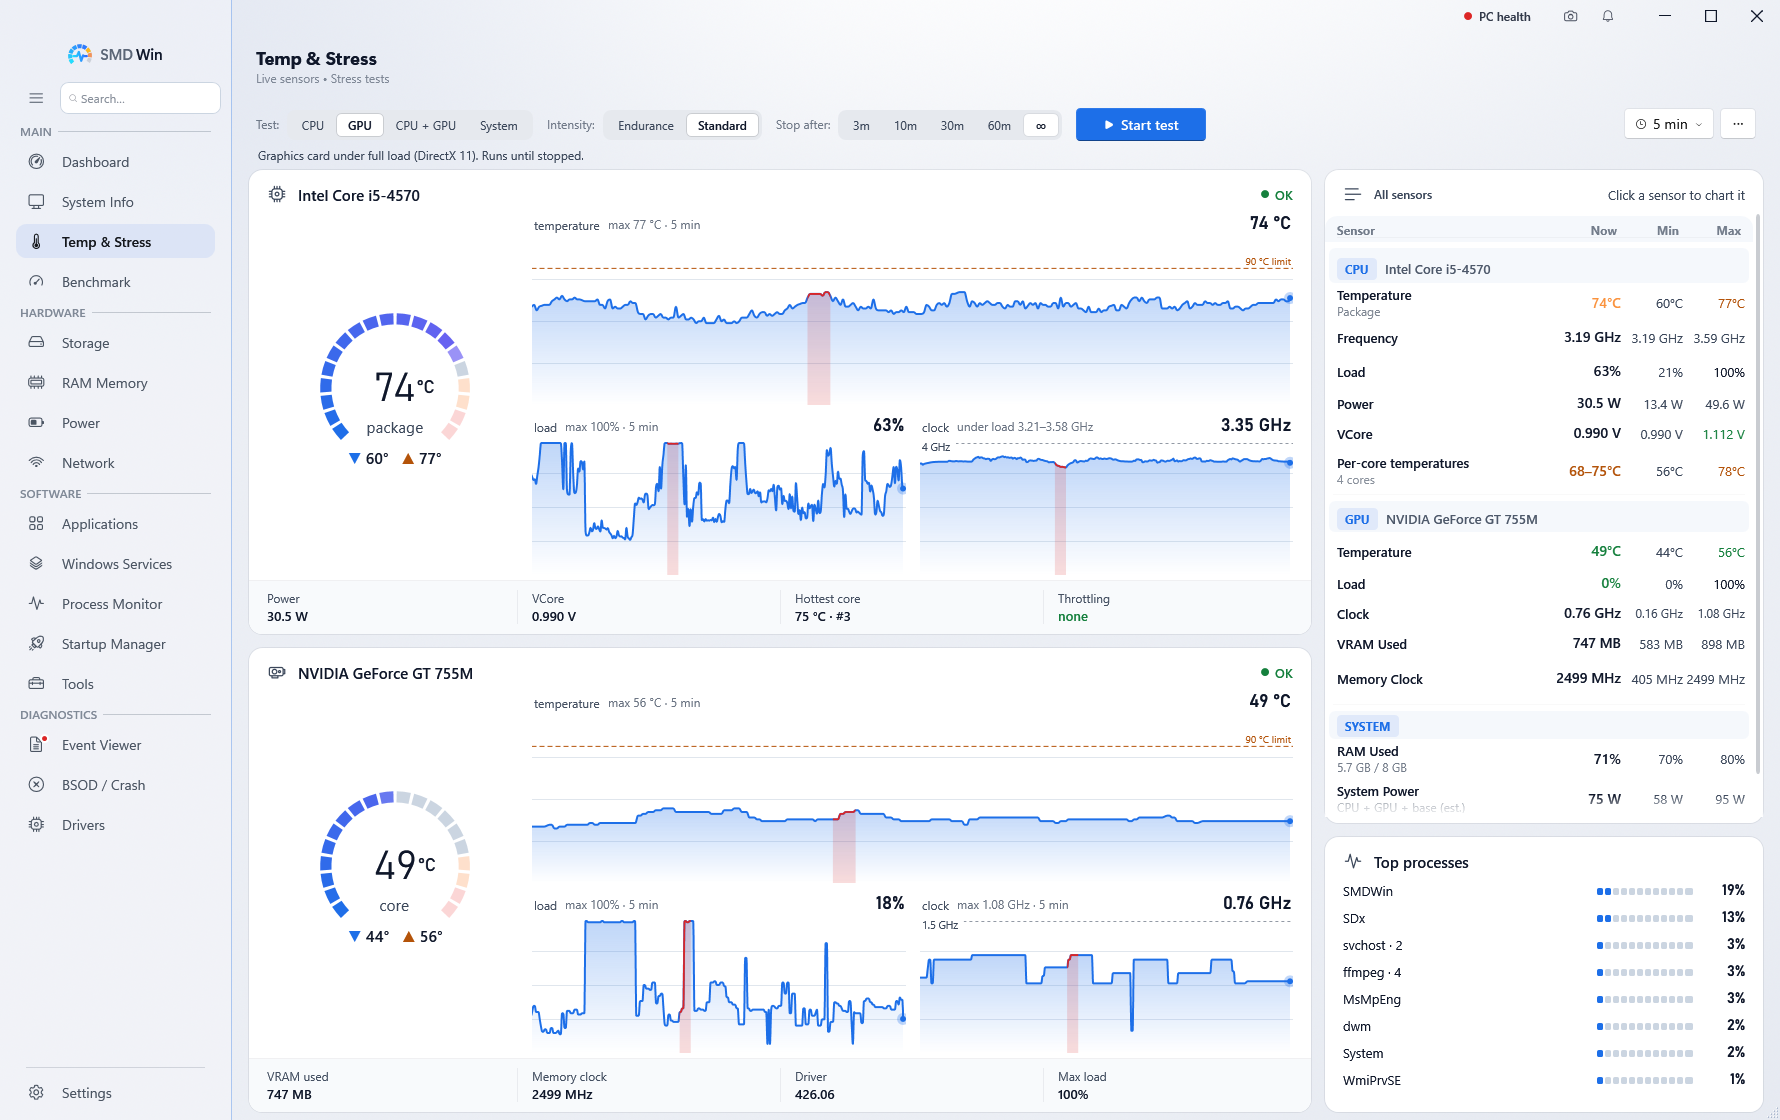 PC health
SMD Win
Search...
MAIN
Dashboard
System Info
Temp & Stress
Benchmark
HARDWARE
Storage
RAM Memory
Power
Network
SOFTWARE
Applications
Windows Services
Process Monitor
Startup Manager
Tools
DIAGNOSTICS
Event Viewer
BSOD / Crash
Drivers
Settings
Temp & Stress
Live sensors • Stress tests
Test: CPU GPU CPU + GPU System Intensity: Endurance Standard Stop after: 3m 10m 30m 60m ∞ Start test 5 min ...
Graphics card under full load (DirectX 11). Runs until stopped.
Intel Core i5-4570 OK
temperature max 77 °C · 5 min 74 °C
90 °C limit
74°C
package
60° 77°
load max 100% · 5 min 63%
clock under load 3.21–3.58 GHz 3.35 GHz
4 GHz
Power VCore Hottest core Throttling
30.5 W 0.990 V 75 °C · #3 none
NVIDIA GeForce GT 755M OK
temperature max 56 °C · 5 min 49 °C
90 °C limit
49°C
core
44° 56°
load max 100% · 5 min 18%
clock max 1.08 GHz · 5 min 0.76 GHz
1.5 GHz
VRAM used Memory clock Driver Max load
747 MB 2499 MHz 426.06 100%
All sensors Click a sensor to chart it
Sensor Now Min Max
CPU Intel Core i5-4570
Temperature 74°C 60°C 77°C
Package
Frequency 3.19 GHz 3.19 GHz 3.59 GHz
Load 63% 21% 100%
Power 30.5 W 13.4 W 49.6 W
VCore 0.990 V 0.990 V 1.112 V
Per-core temperatures 68–75°C 56°C 78°C
4 cores
GPU NVIDIA GeForce GT 755M
Temperature 49°C 44°C 56°C
Load 0% 0% 100%
Clock 0.76 GHz 0.16 GHz 1.08 GHz
VRAM Used 747 MB 583 MB 898 MB
Memory Clock 2499 MHz 405 MHz 2499 MHz
SYSTEM
RAM Used 71% 70% 80%
5.7 GB / 8 GB
System Power 75 W 58 W 95 W
CPU + GPU + base (est.)
Top processes
SMDWin 19%
SDx 13%
svchost · 2 3%
ffmpeg · 4 3%
MsMpEng 3%
dwm 2%
System 2%
WmiPrvSE 1%